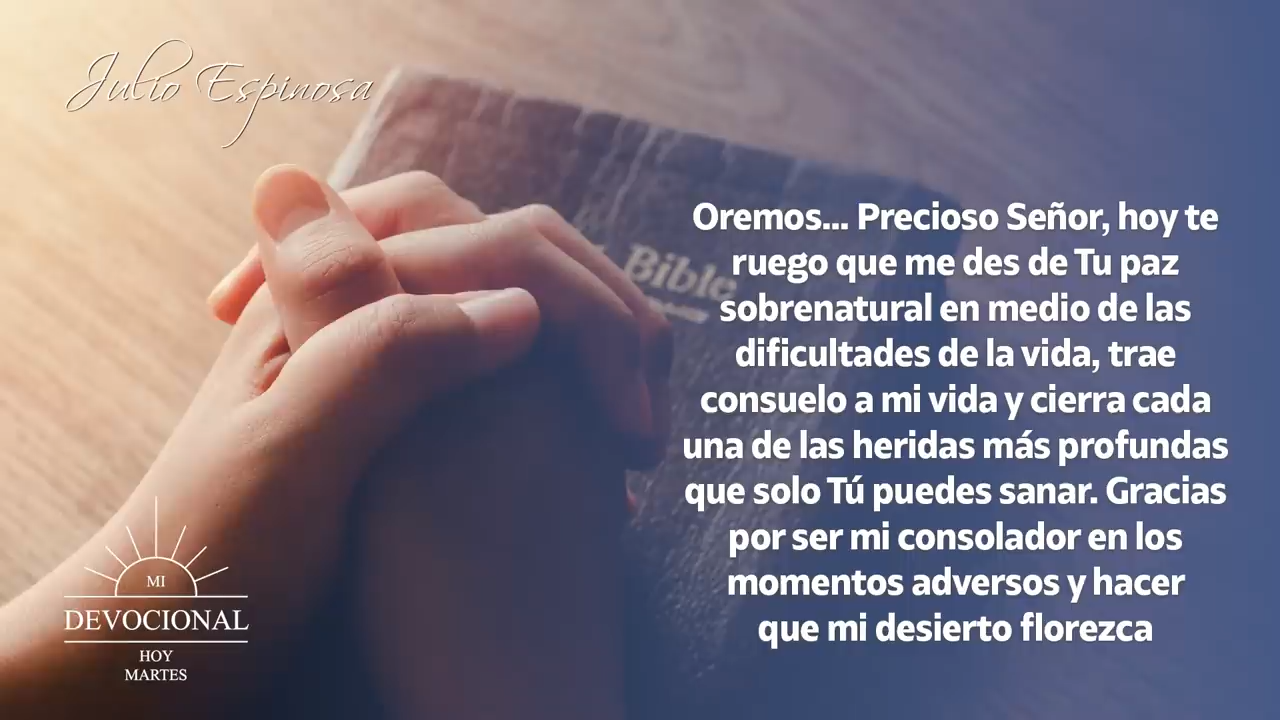 Julio Espinosa
Bible
Oremos... Precioso Señor, hoy te
ruego que me des de Tu paz
sobrenatural en medio de las
dificultades de la vida, trae
consuelo a mi vida y cierra cada
una de las heridas más profundas
que solo Tú puedes sanar. Gracias
por ser mi consolador en los
momentos adversos y hacer
que mi desierto florezca
MI
DEVOCIONAL
HOY
MARTES